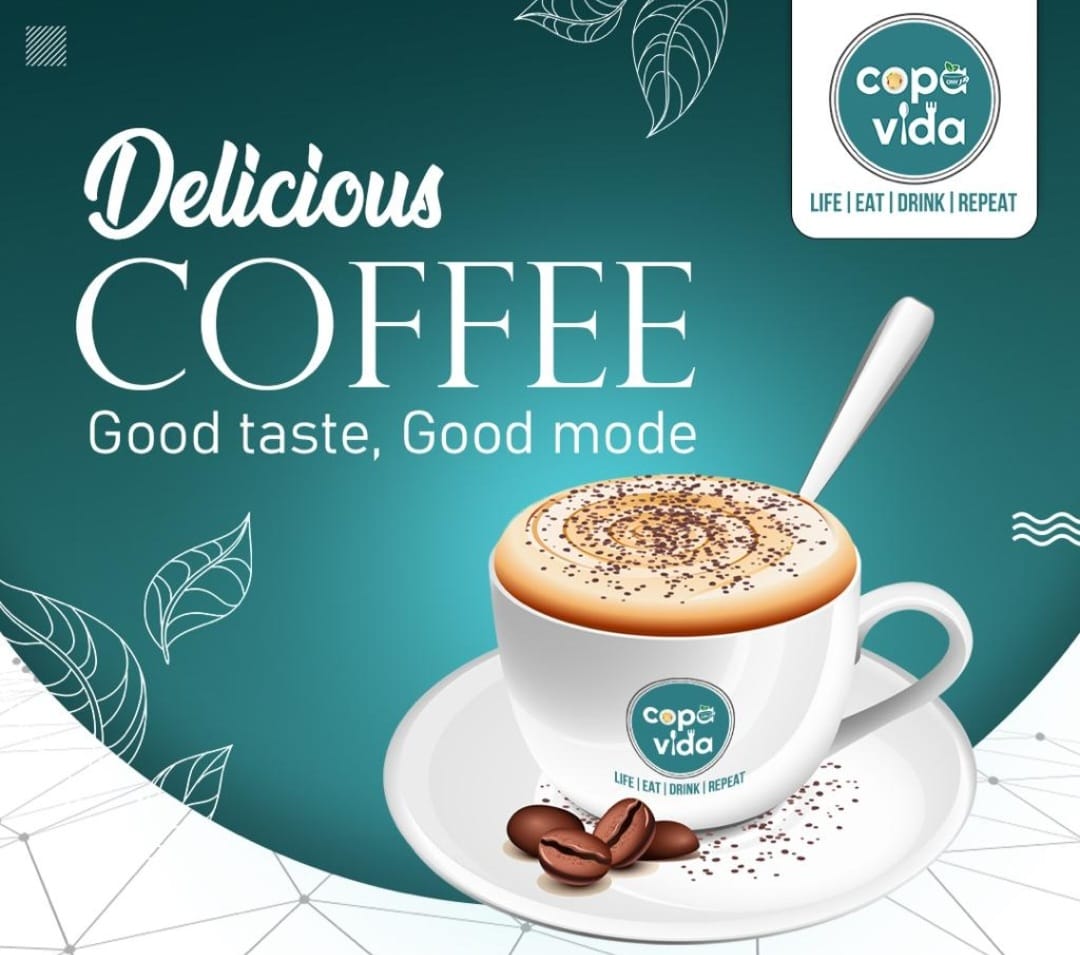 copa
vida
LIFE | EAT | DRINK | REPEAT
Delicious
COFFEE
Good taste, Good mode
copa
vida
LIFE | EAT | DRINK | REPEAT